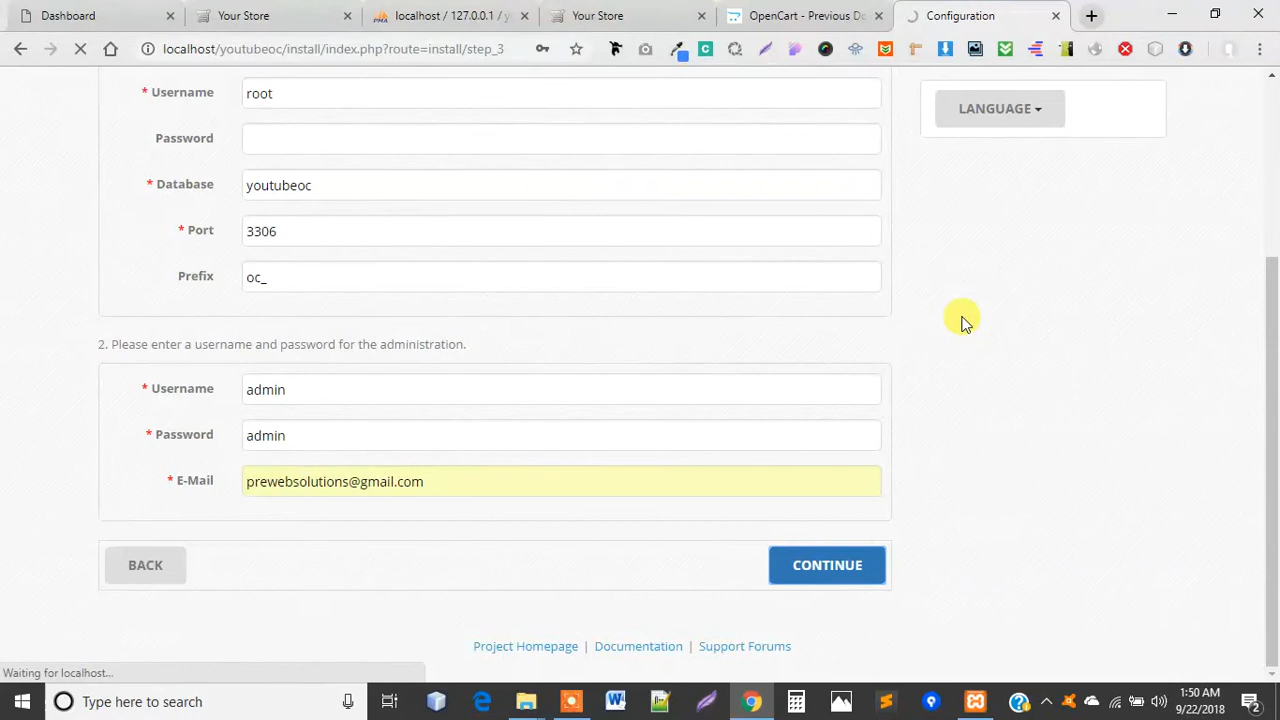 Dashboard
Your Store
localhost / 127.0.0.1 / y
Your Store
OpenCart - Previous D
Configuration
localhost/youtubeoc/install/index.php?route=install/step_3
* Username root
LANGUAGE
Password
* Database youtubeoc
* Port 3306
Prefix oc_
2. Please enter a username and password for the administration.
* Username admin
* Password admin
* E-Mail prewebsolutions@gmail.com
BACK
CONTINUE
Project Homepage | Documentation | Support Forums
Waiting for localhost...
Type here to search
1:50 AM
9/22/2018
2